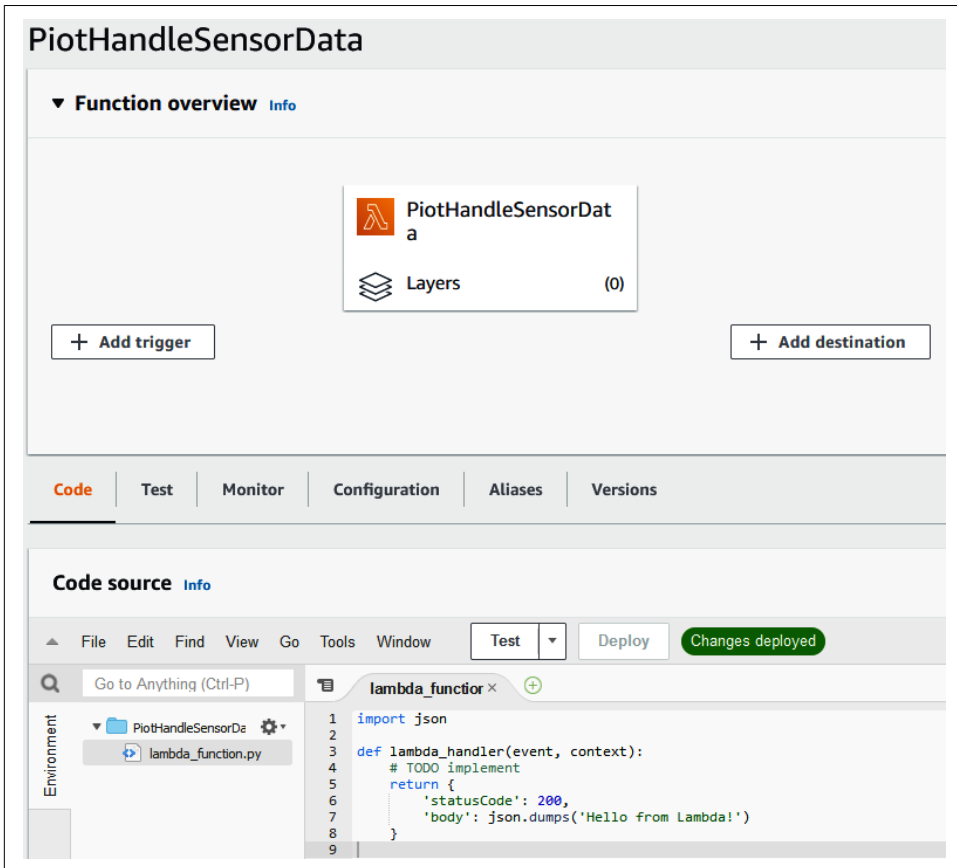 PiotHandleSensorData
▼ Function overview Info
PiotHandleSensorDat
a
Layers (0)
+ Add trigger
+ Add destination
Code Test Monitor Configuration Aliases Versions
Code source Info
File Edit Find View Go Tools Window Test Deploy Changes deployed
Go to Anything (Ctrl-P)
lambda_function ×
Environment
PiotHandleSensorDa
lambda_function.py
1 import json
2
3 def lambda_handler(event, context):
4     # TODO implement
5     return {
6         'statusCode': 200,
7         'body': json.dumps('Hello from Lambda!')
8     }
9